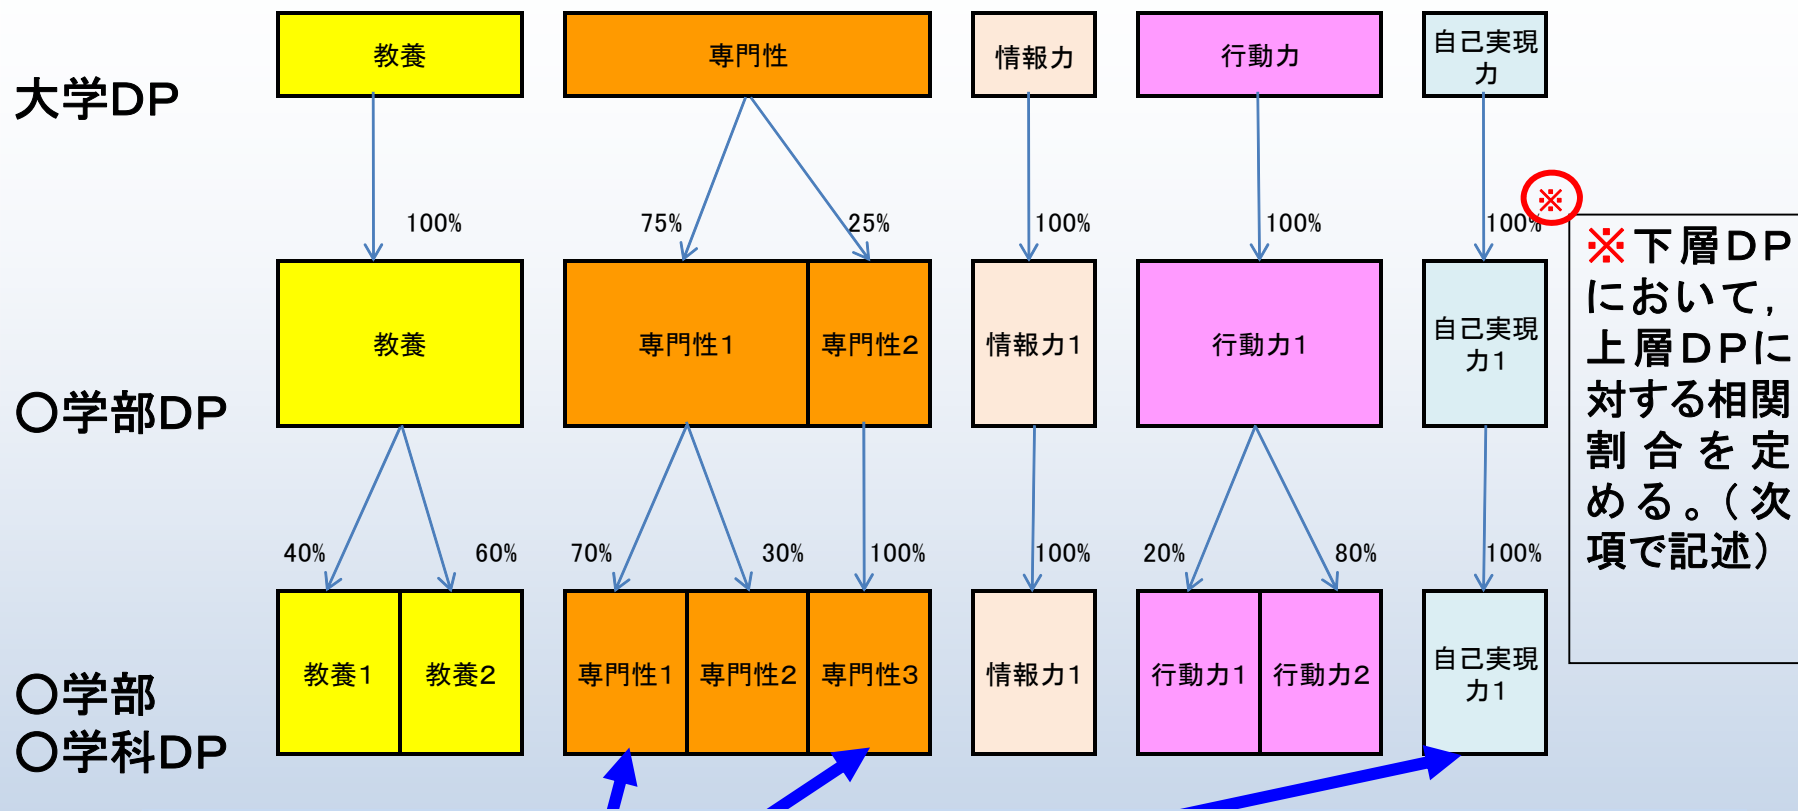 教養
専門性
情報力
行動力
自己実現
力
大学DP
100%
75%
25%
100%
100%
100%
※
教養
専門性1
専門性2
情報力1
行動力1
自己実現
力1
○学部DP
※下層DP
において,
上層DPに
対する相関
割合を定
める。(次
項で記述)
40%
60%
70%
30%
100%
100%
20%
80%
100%
教養1
教養2
専門性1
専門性2
専門性3
情報力1
行動力1
行動力2
自己実現
力1
○学部
○学科DP